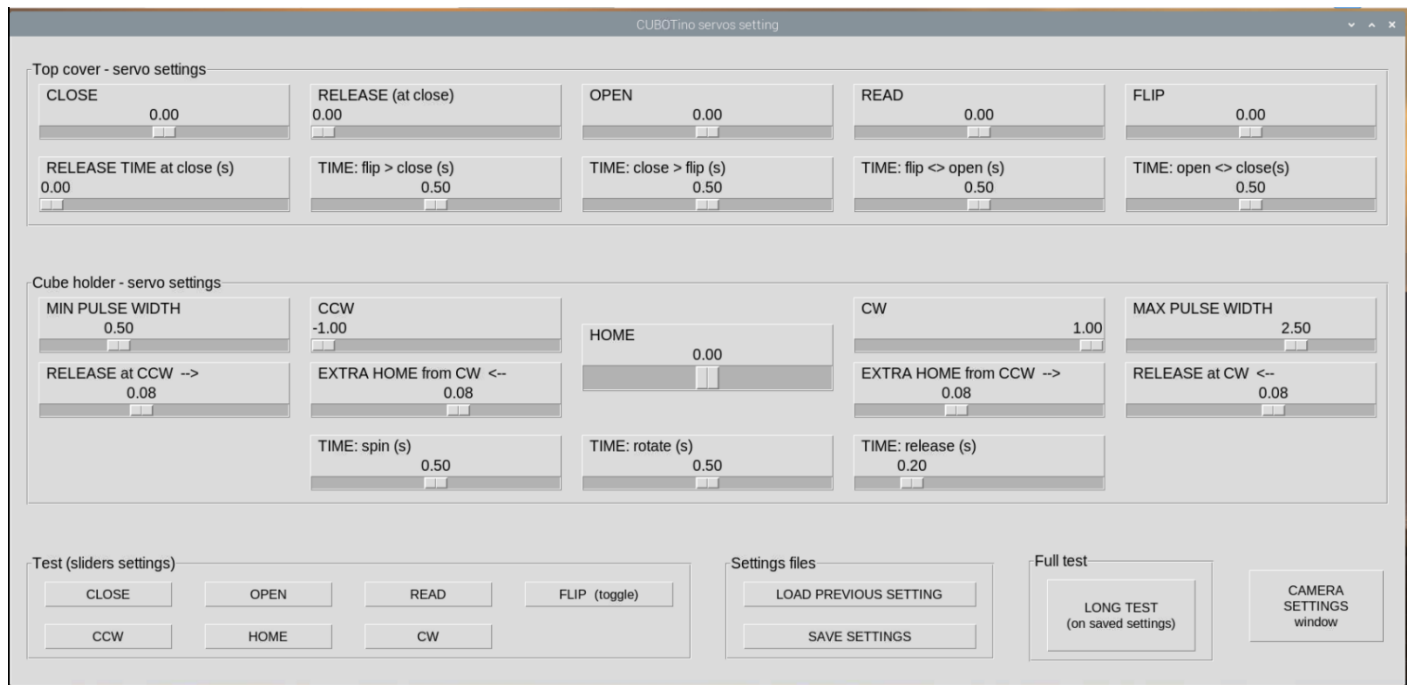 CUBOTino servos setting
Top cover - servo settings
CLOSE
0.00
RELEASE (at close)
0.00
OPEN
0.00
READ
0.00
FLIP
0.00
RELEASE TIME at close (s)
0.00
TIME: flip > close (s)
0.50
TIME: close > flip (s)
0.50
TIME: flip <> open (s)
0.50
TIME: open <> close(s)
0.50
Cube holder - servo settings
MIN PULSE WIDTH
0.50
CCW
-1.00
HOME
0.00
CW
1.00
MAX PULSE WIDTH
2.50
RELEASE at CCW -->
0.08
EXTRA HOME from CW <--
0.08
EXTRA HOME from CCW -->
0.08
RELEASE at CW <--
0.08
TIME: spin (s)
0.50
TIME: rotate (s)
0.50
TIME: release (s)
0.20
Test (sliders settings)
CLOSE
OPEN
READ
FLIP (toggle)
CCW
HOME
CW
Settings files
LOAD PREVIOUS SETTING
SAVE SETTINGS
Full test
LONG TEST
(on saved settings)
CAMERA
SETTINGS
window